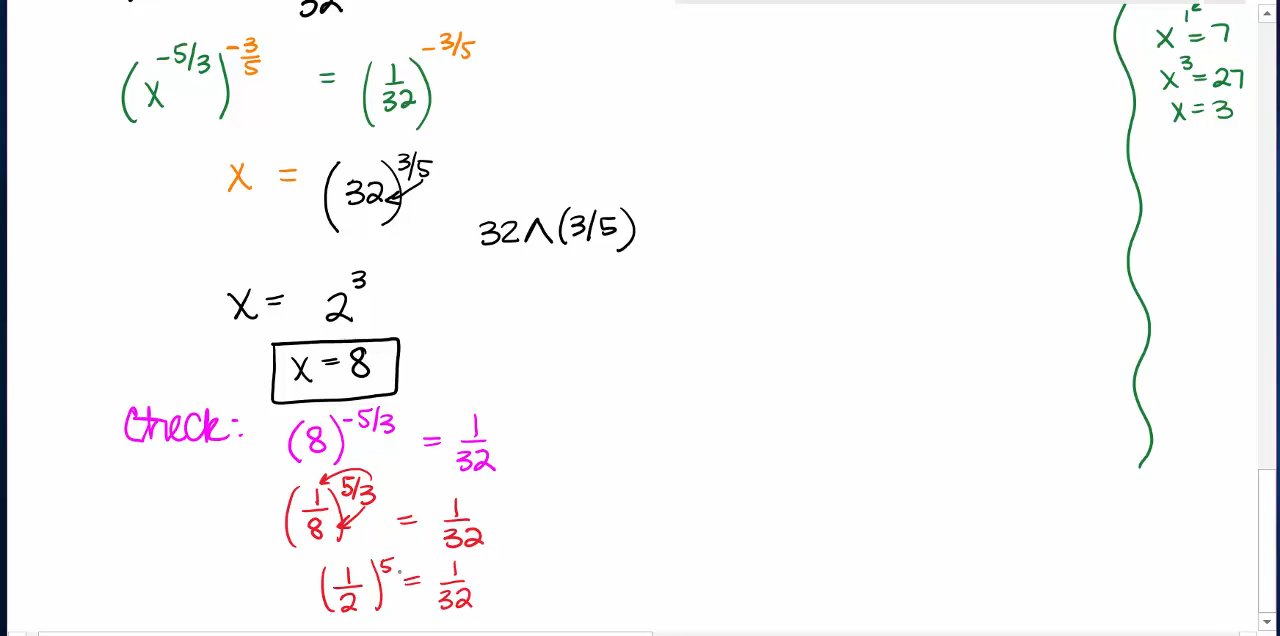 32
(x^{-5/3})^{-3/5} = (1/32)^{-3/5}
x = (32)^{3/5}
32^(3/5)
x = 2^3
x = 8
Check: (8)^{-5/3} = 1/32
(1/8)^{5/3} = 1/32
(1/2)^5 = 1/32
x^3 = 27
x = 3